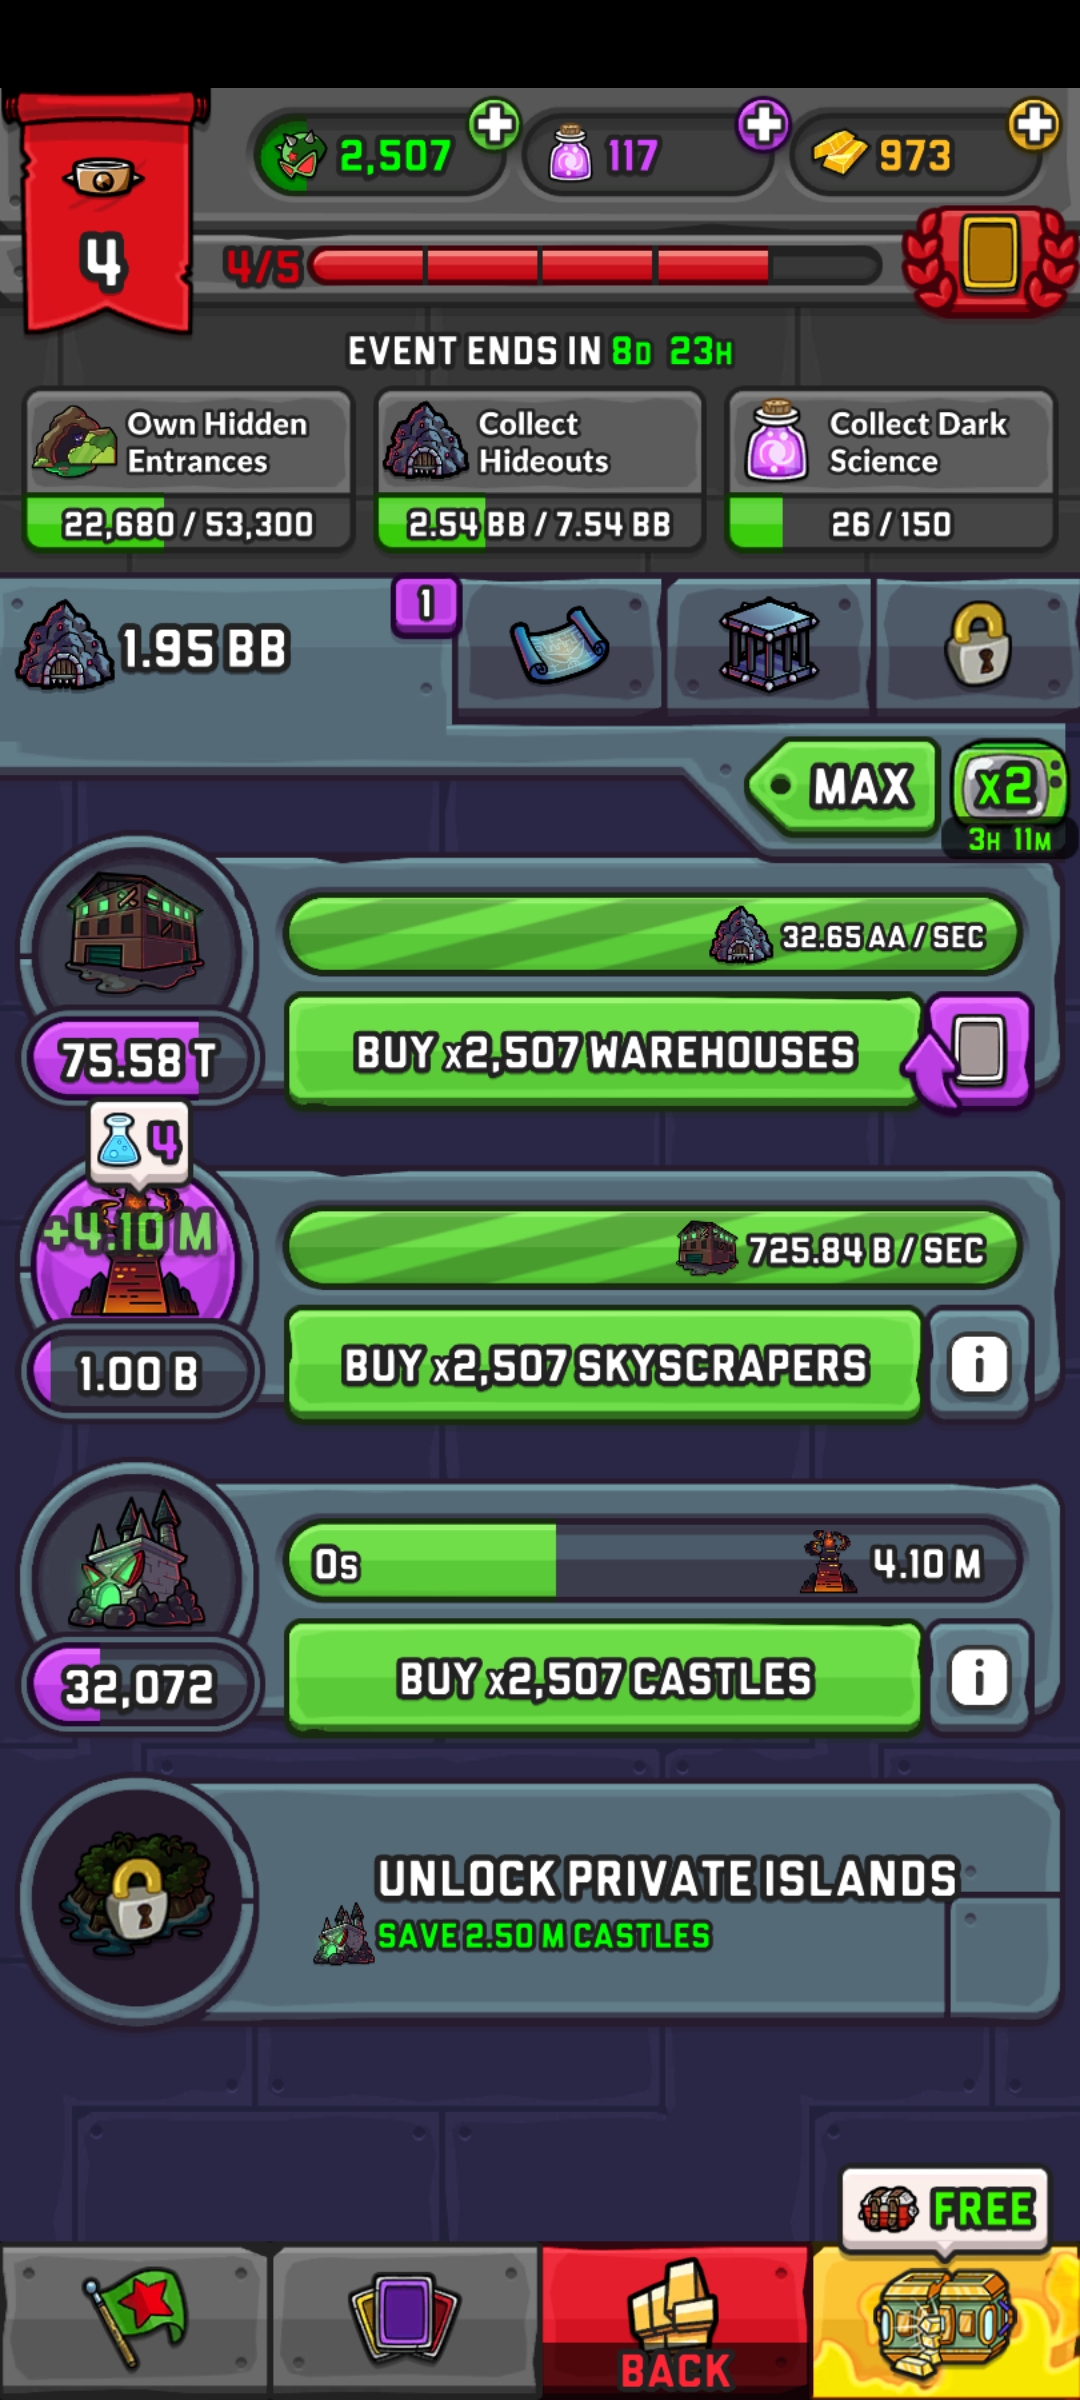 2,507
117
973
4
4/5
EVENT ENDS IN 8D 23H
Own Hidden
Entrances
22,680 / 53,300
Collect
Hideouts
2.54 BB / 7.54 BB
Collect Dark
Science
26 / 150
1.95 BB
1
MAX
x2
3H 11M
32.65 AA / SEC
BUY x2,507 WAREHOUSES
75.58 T
4
+4.10 M
725.84 B / SEC
BUY x2,507 SKYSCRAPERS
i
1.00 B
0s
4.10 M
BUY x2,507 CASTLES
i
32,072
UNLOCK PRIVATE ISLANDS
SAVE 2.50 M CASTLES
FREE
BACK